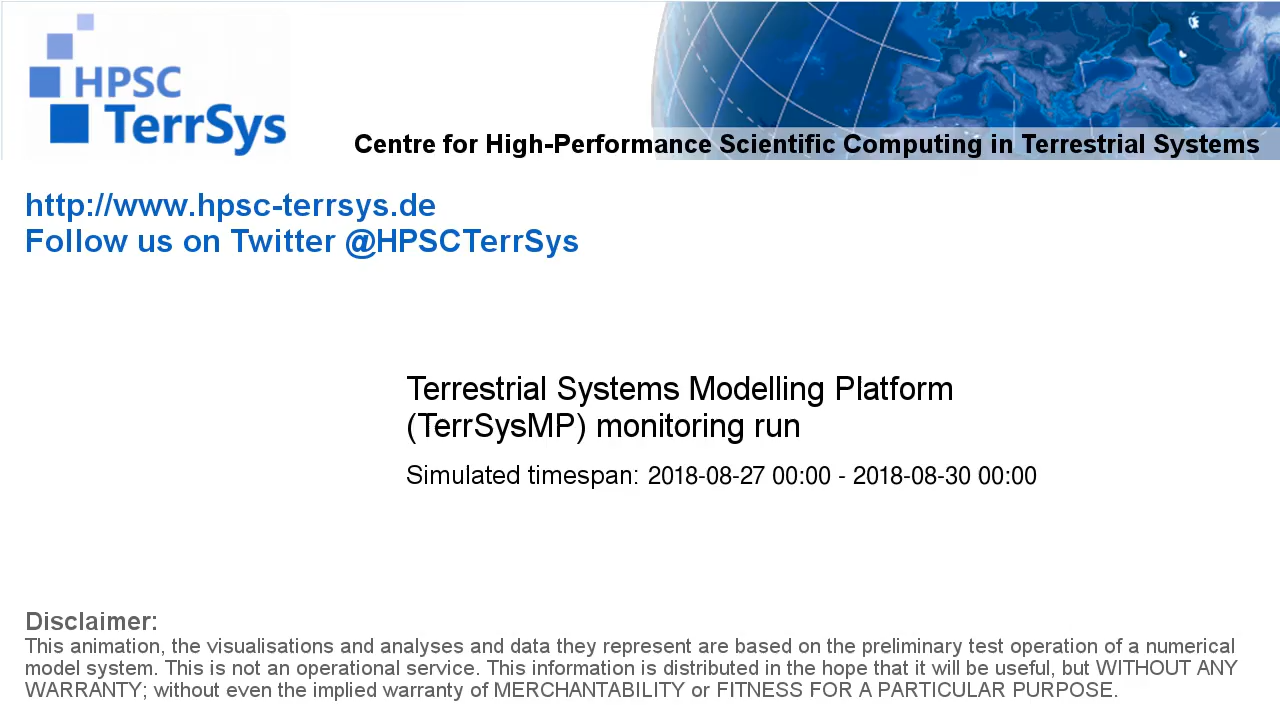 HPSC
TerrSys
Centre for High-Performance Scientific Computing in Terrestrial Systems
http://www.hpsc-terrsys.de
Follow us on Twitter @HPSCTerrSys
Terrestrial Systems Modelling Platform
(TerrSysMP) monitoring run
Simulated timespan: 2018-08-27 00:00 - 2018-08-30 00:00
Disclaimer:
This animation, the visualisations and analyses and data they represent are based on the preliminary test operation of a numerical
model system. This is not an operational service. This information is distributed in the hope that it will be useful, but WITHOUT ANY
WARRANTY; without even the implied warranty of MERCHANTABILITY or FITNESS FOR A PARTICULAR PURPOSE.